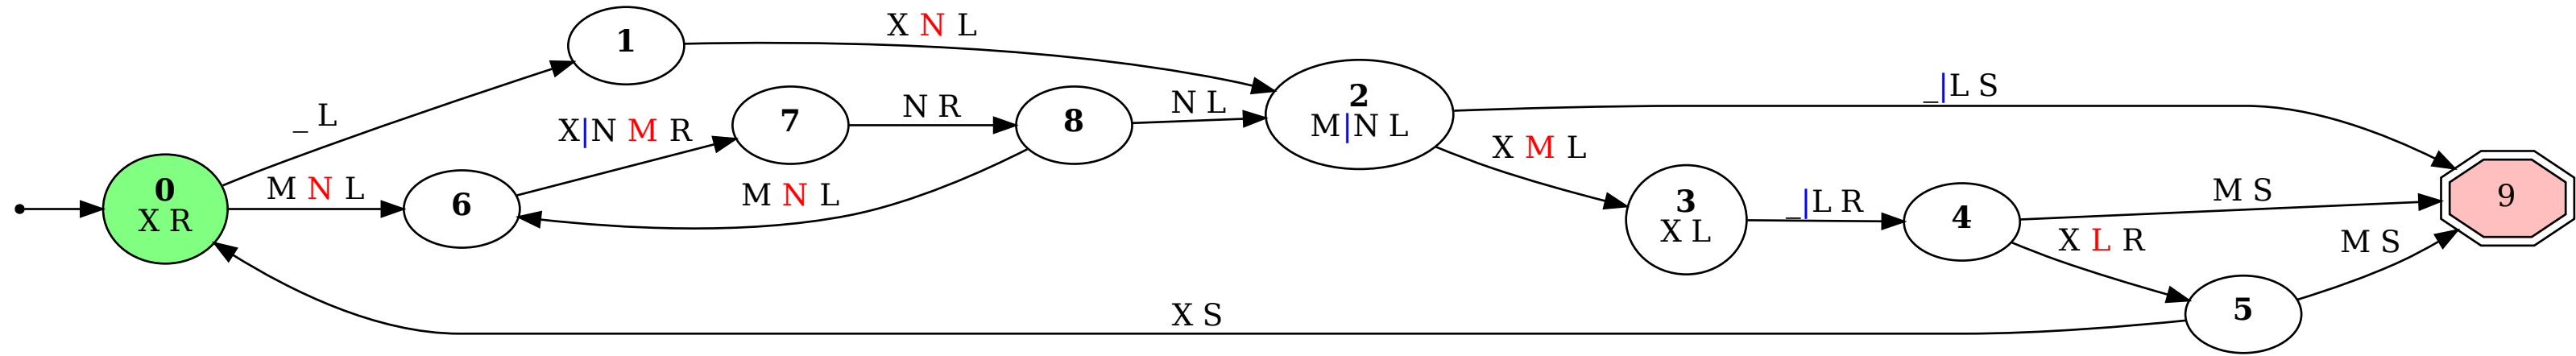 1
X N L
_ L
X|N M R
7
N R
8
N L
2
M|N L
_|L S
X M L
0
X R
M N L
6
M N L
3
X L
_|L R
4
M S
X L R
9
M S
5
X S